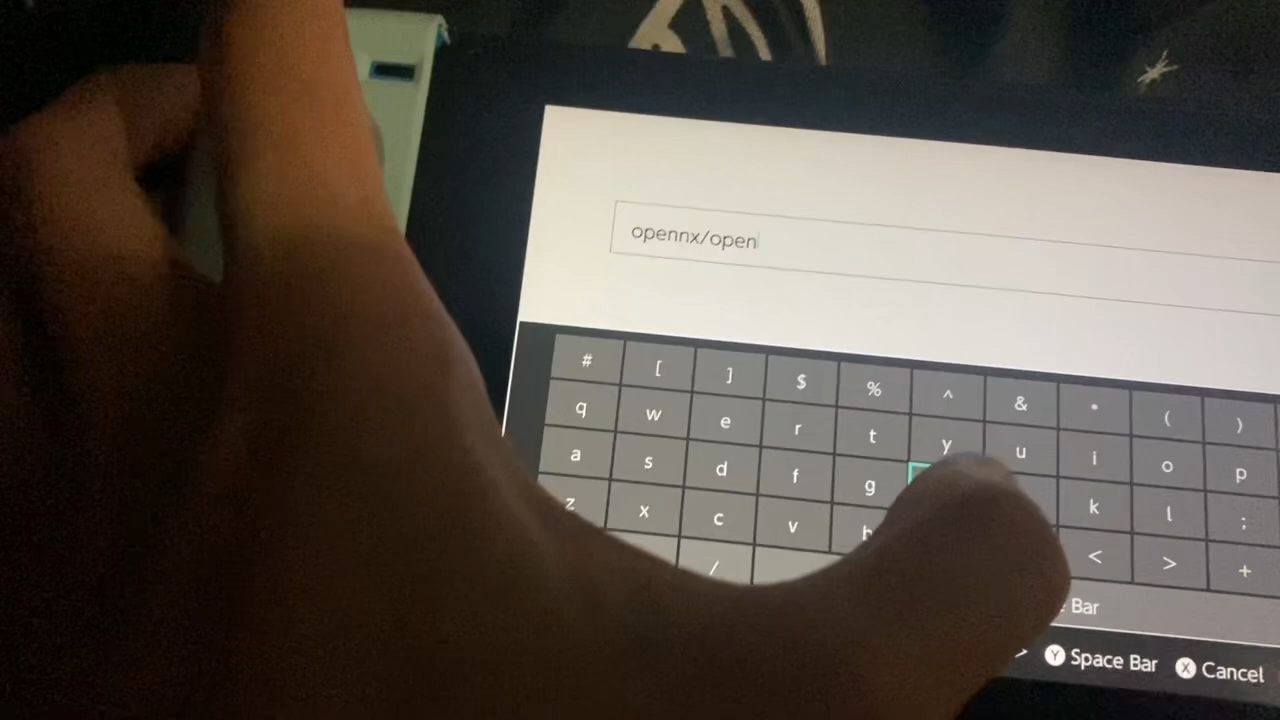 opennx/open
# [ ] $ % ^ & * ( )
q w e r t y u i o p
a s d f g k l ;
z x c v < > +
/ Bar
Y Space Bar X Cancel